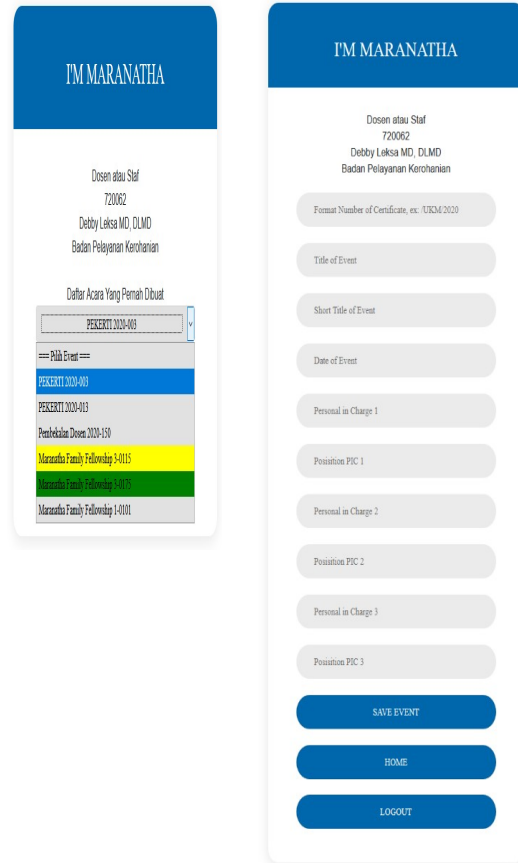 I'M MARANATHA
Dosen atau Staf
720062
Debby Leksa MD, DLMD
Badan Pelayanan Kerohanian
Daftar Acara Yang Pernah Dibuat
PEKERTI 2020-003
=== Pilih Event ===
PEKERTI 2020-003
PEKERTI 2020-013
Pembekalan Dosen 2020-150
Maranatha Family Fellowship 3-0115
Maranatha Family Fellowship 3-0175
Maranatha Family Fellowship 1-0101
I'M MARANATHA
Dosen atau Staf
720062
Debby Leksa MD, DLMD
Badan Pelayanan Kerohanian
Format Number of Certificate, ex: /UKM/2020
Title of Event
Short Title of Event
Date of Event
Personal in Charge 1
Posisition PIC 1
Personal in Charge 2
Posisition PIC 2
Personal in Charge 3
Posisition PIC 3
SAVE EVENT
HOME
LOGOUT